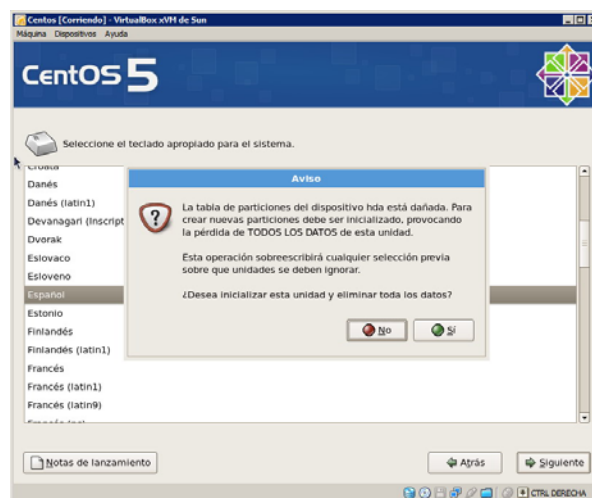 Centos [Corriendo] - VirtualBox xVM de Sun
Máquina Dispositivos Ayuda
CentOS 5
Seleccione el teclado apropiado para el sistema.
Croata
Danés
Danés (latin1)
Devanagari (Inscript
Dvorak
Eslovaco
Esloveno
Español
Estonio
Finlandés
Finlandés (latin1)
Francés
Francés (latin1)
Francés (latin9)
Aviso
La tabla de particiones del dispositivo hda está dañada. Para
crear nuevas particiones debe ser inicializado, provocando
la pérdida de TODOS LOS DATOS de esta unidad.
Esta operación sobreescribirá cualquier selección previa
sobre que unidades se deben ignorar.
¿Desea inicializar esta unidad y eliminar toda los datos?
No
Sí
Notas de lanzamiento
Atrás
Siguiente
CTRL DERECHA